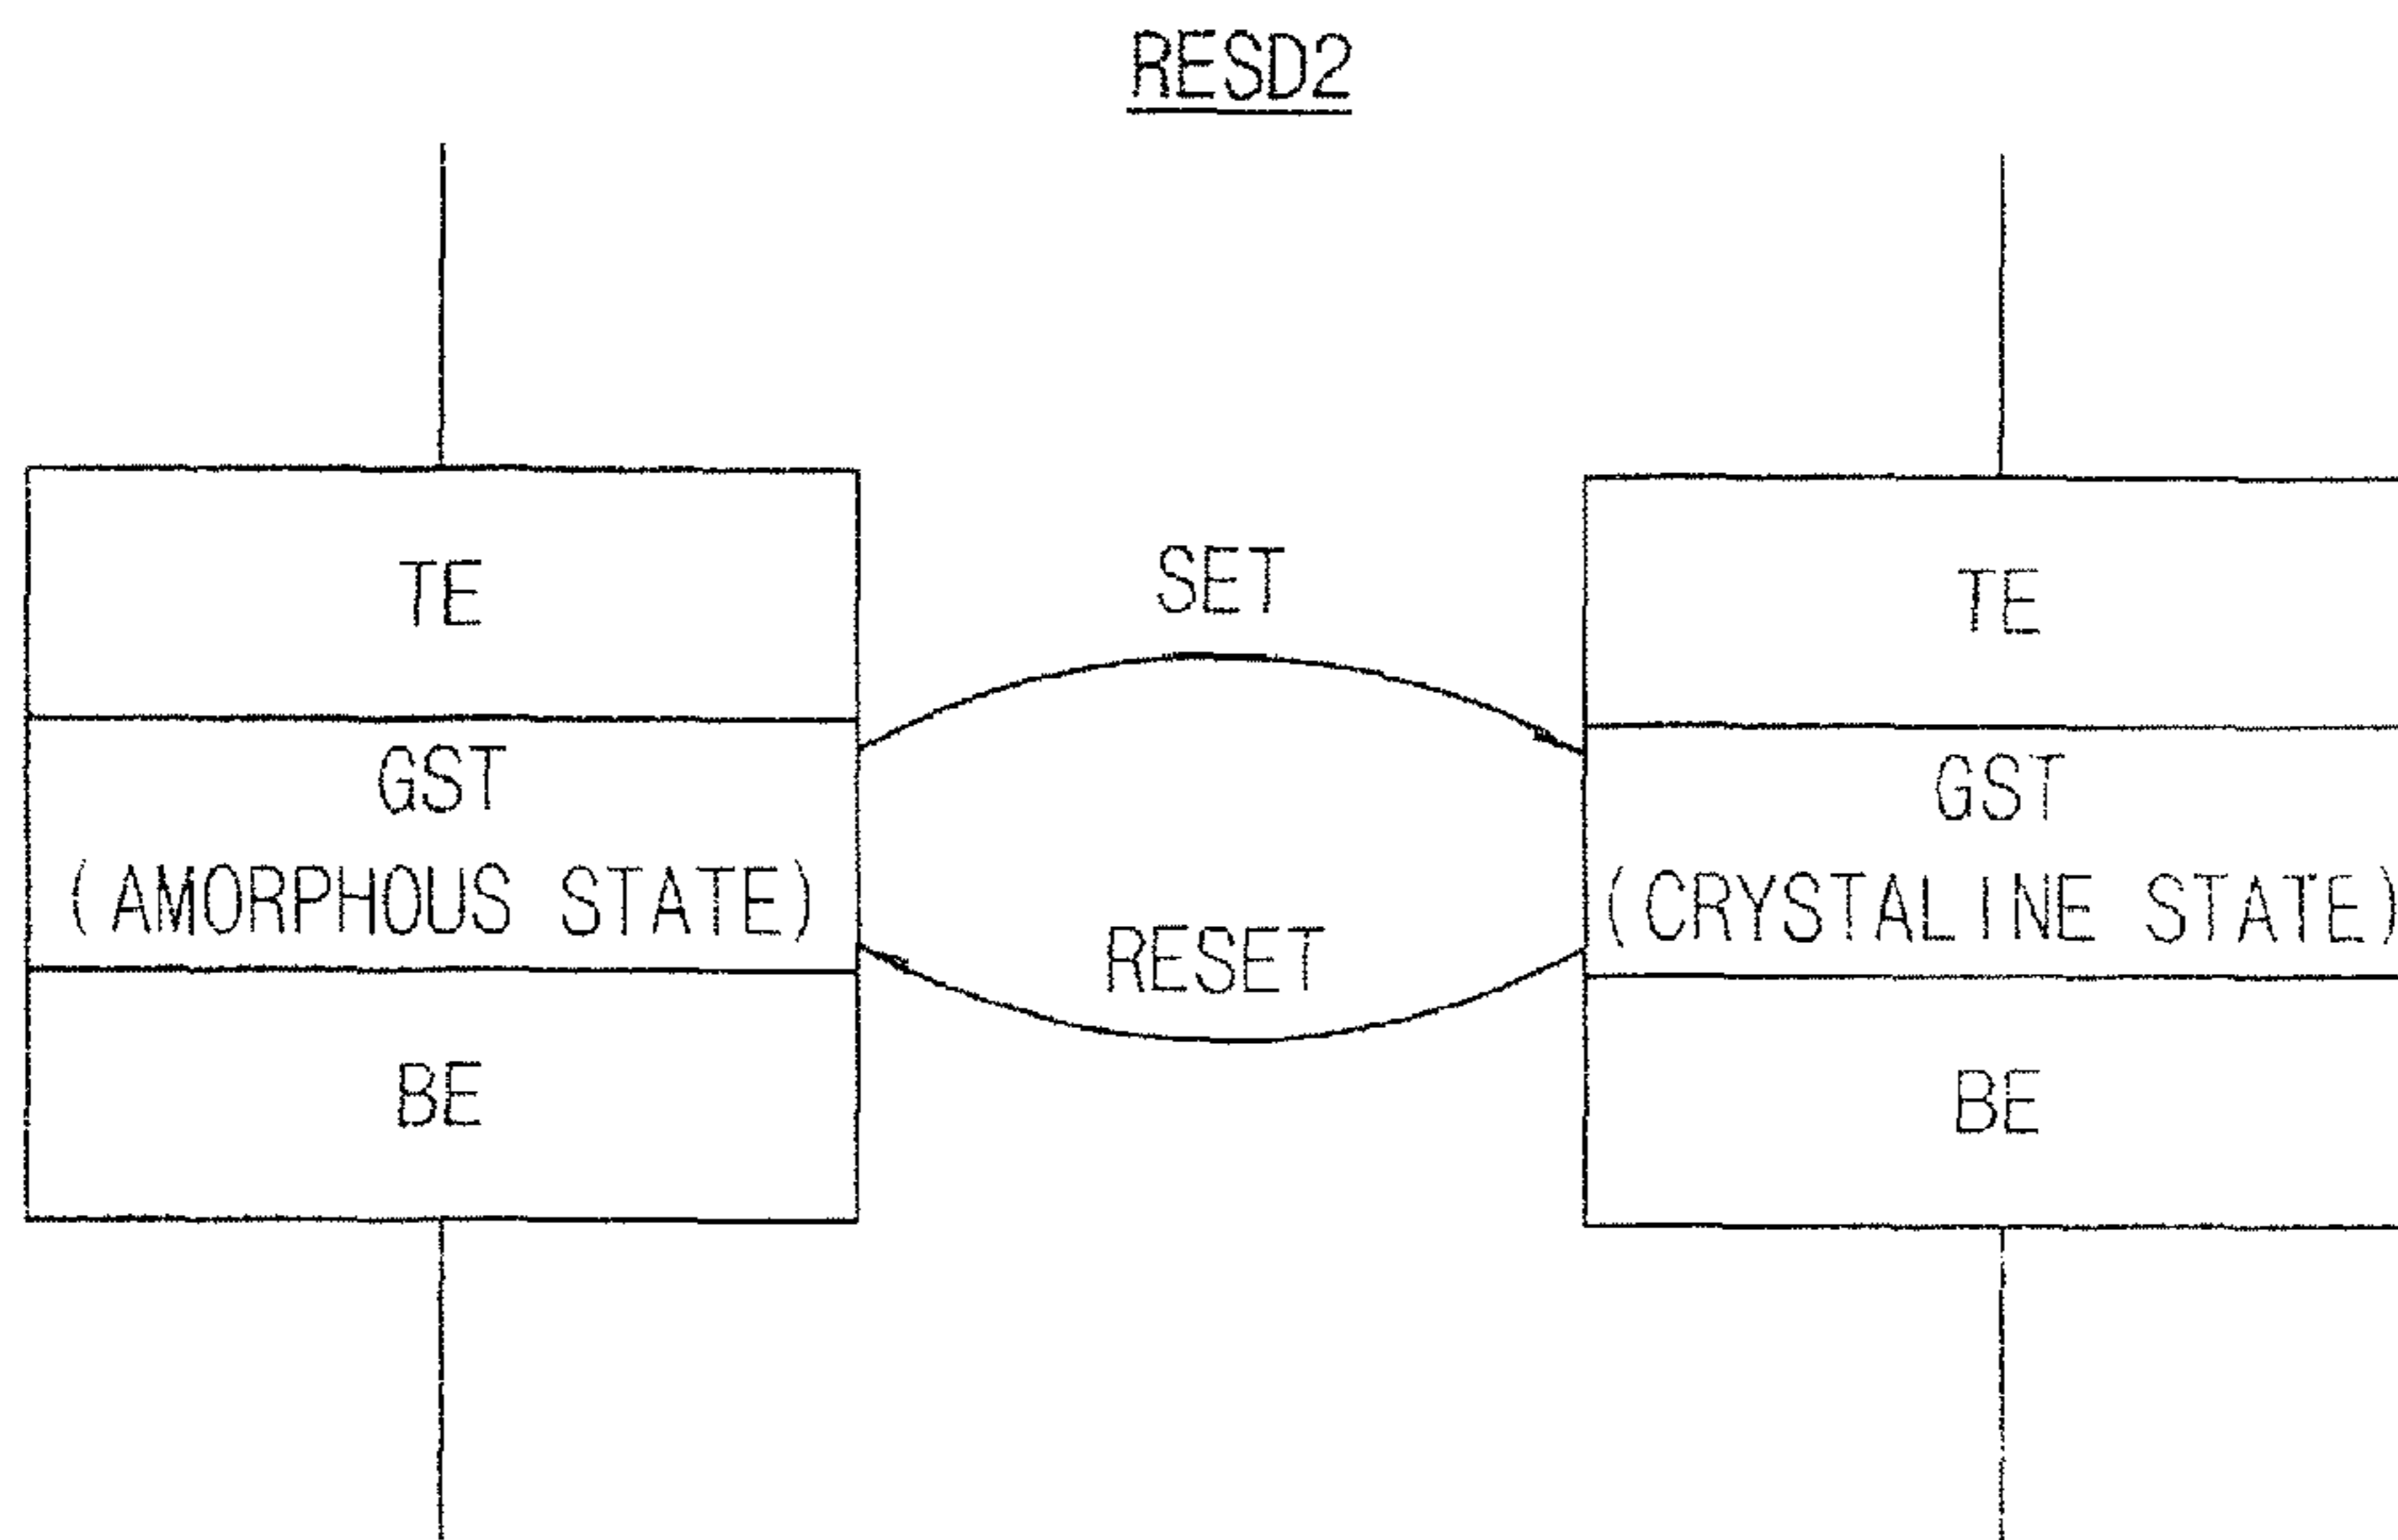 RESD2
TE
GST
(AMORPHOUS STATE)
BE
SET
RESET
TE
GST
(CRYSTALINE STATE)
BE